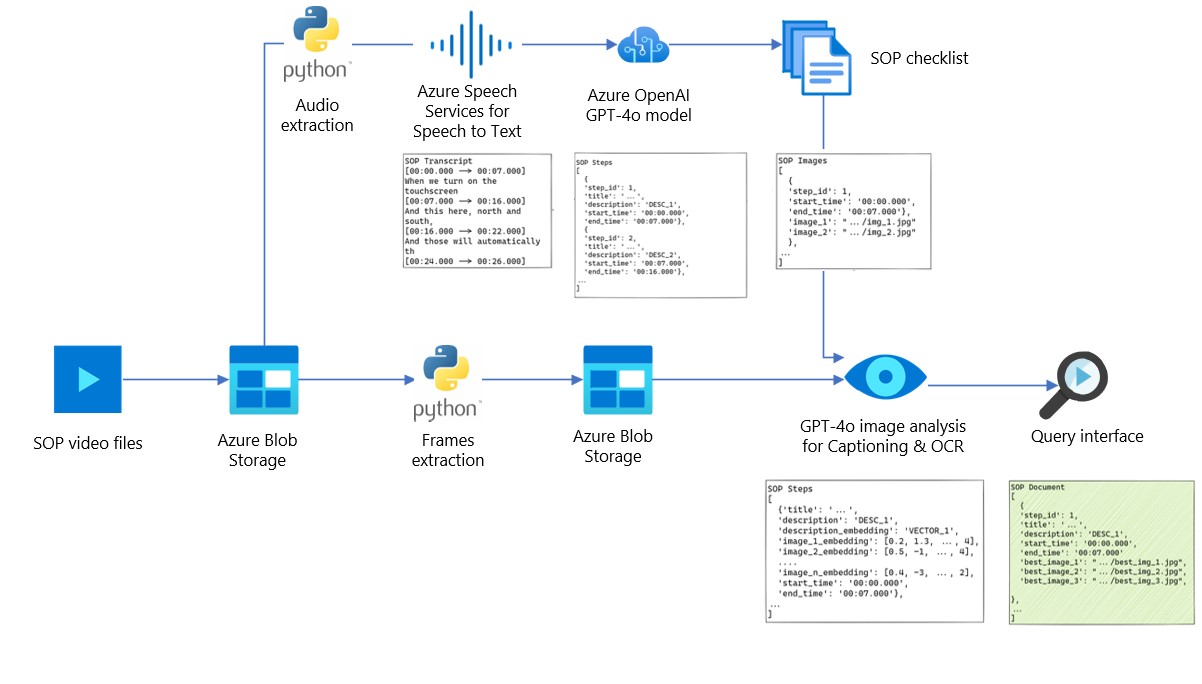 python™
Audio
extraction
Azure Speech
Services for
Speech to Text
Azure OpenAI
GPT-4o model
SOP checklist
SOP Transcript
[00:00.000 --> 00:07.000]
When we turn on the
touchscreen
[00:07.000 --> 00:16.000]
And this here, north and
south,
[00:16.000 --> 00:22.000]
And those will automatically
th
[00:24.000 --> 00:26.000]
SOP Steps
[
{
'step_id': 1,
'title': ' ... ',
'description': 'DESC_1',
'start_time': '00:00.000',
'end_time': '00:07.000'},
{
'step_id': 2,
'title': ' ... ',
'description': 'DESC_2',
'start_time': '00:07.000',
'end_time': '00:16.000'},
...
]
SOP Images
[
{
'step_id': 1,
'start_time': '00:00.000',
'end_time': '00:07.000'},
'image_1': " ... /img_1.jpg"
'image_2': " ... /img_2.jpg"
},
...
]
SOP video files
Azure Blob
Storage
python™
Frames
extraction
Azure Blob
Storage
GPT-4o image analysis
for Captioning & OCR
Query interface
SOP Steps
[
{'title': ' ... ',
'description': 'DESC_1',
'description_embedding': 'VECTOR_1',
'image_1_embedding': [0.2, 1.3, ... , 4],
'image_2_embedding': [0.5, -1, ... , 4],
....
'image_n_embedding': [0.4, -3, ... , 2],
'start_time': '00:00.000',
'end_time': '00:07.000'},
...
]
SOP Document
[
{
'step_id': 1,
'title': ' ... ',
'description': 'DESC_1',
'start_time': '00:00.000',
'end_time': '00:07.000
'best_image_1': " ... /best_img_1.jpg",
'best_image_2': " ... /best_img_2.jpg",
'best_image_3': " ... /best_img_3.jpg",
},
...
]